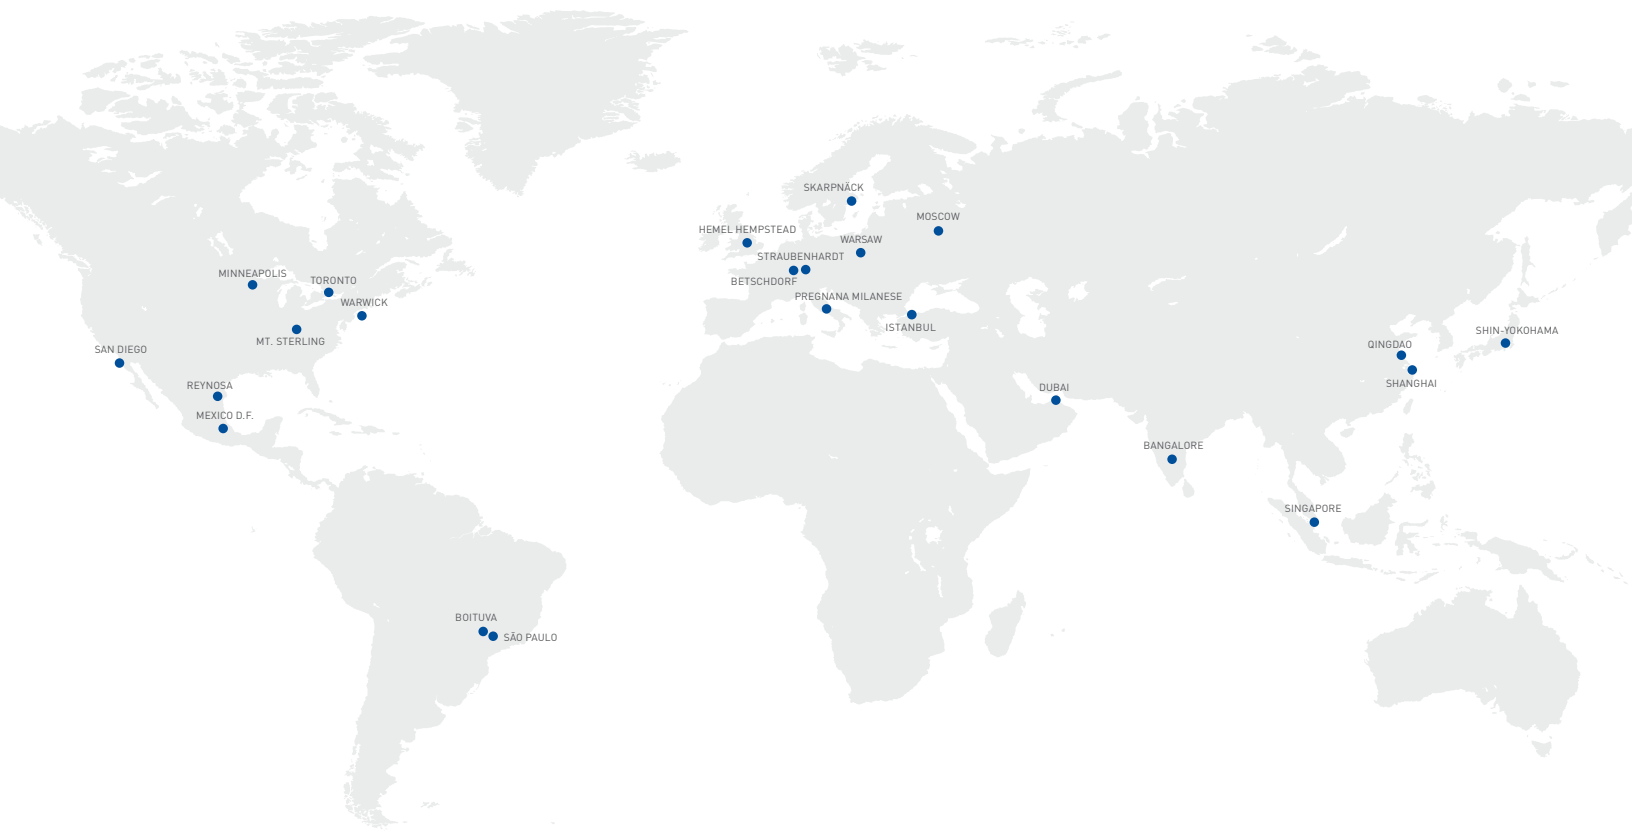 SKARPNÄCK
MOSCOW
HEMEL HEMPSTEAD
WARSAW
STRAUBENHARDT
MINNEAPOLIS
TORONTO
BETSCHDORF
PREGNANA MILANESE
WARWICK
ISTANBUL
SHIN-YOKOHAMA
MT. STERLING
QINGDAO
SAN DIEGO
SHANGHAI
REYNOSA
DUBAI
MEXICO D.F.
BANGALORE
SINGAPORE
BOITUVA
SÃO PAULO